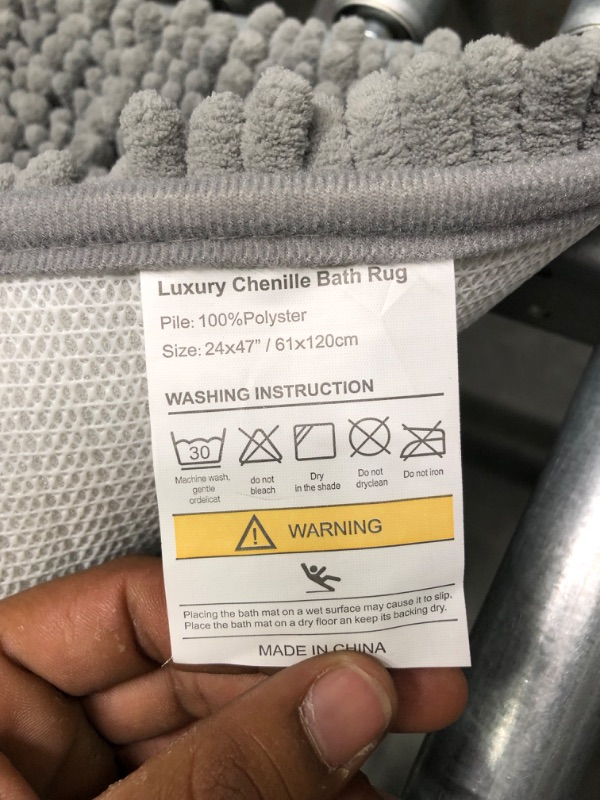 Luxury Chenille Bath Rug
Pile: 100%Polyster
Size: 24x47” / 61x120cm
WASHING INSTRUCTION
30
Machine wash,
gentle
ordelicat
do not
bleach
Dry
in the shade
Do not
dryclean
Do not iron
WARNING
Placing the bath mat on a wet surface may cause it to slip.
Place the bath mat on a dry floor an keep its backing dry.
MADE IN CHINA